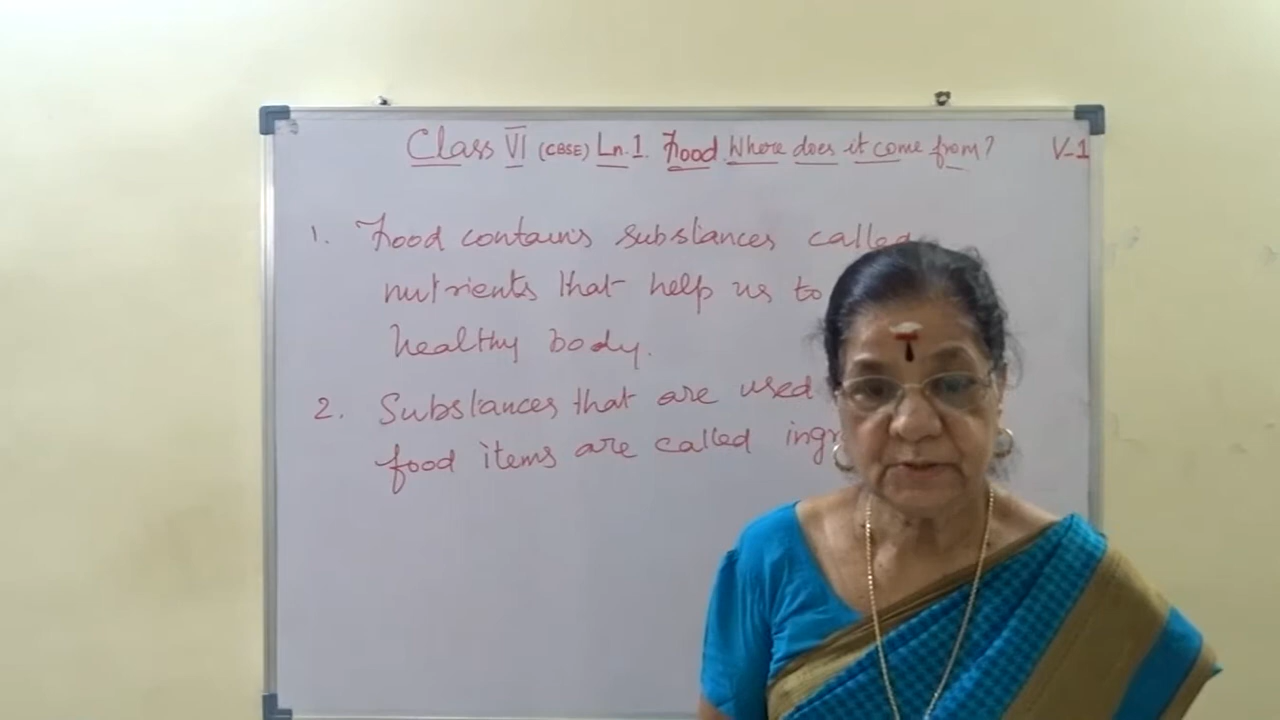 Class VI (CBSE) Ln.1. Food Where does it come from? V-1
1. Food contains substances called
nutrients that help us to
healthy body.
2. Substances that are used
food items are called